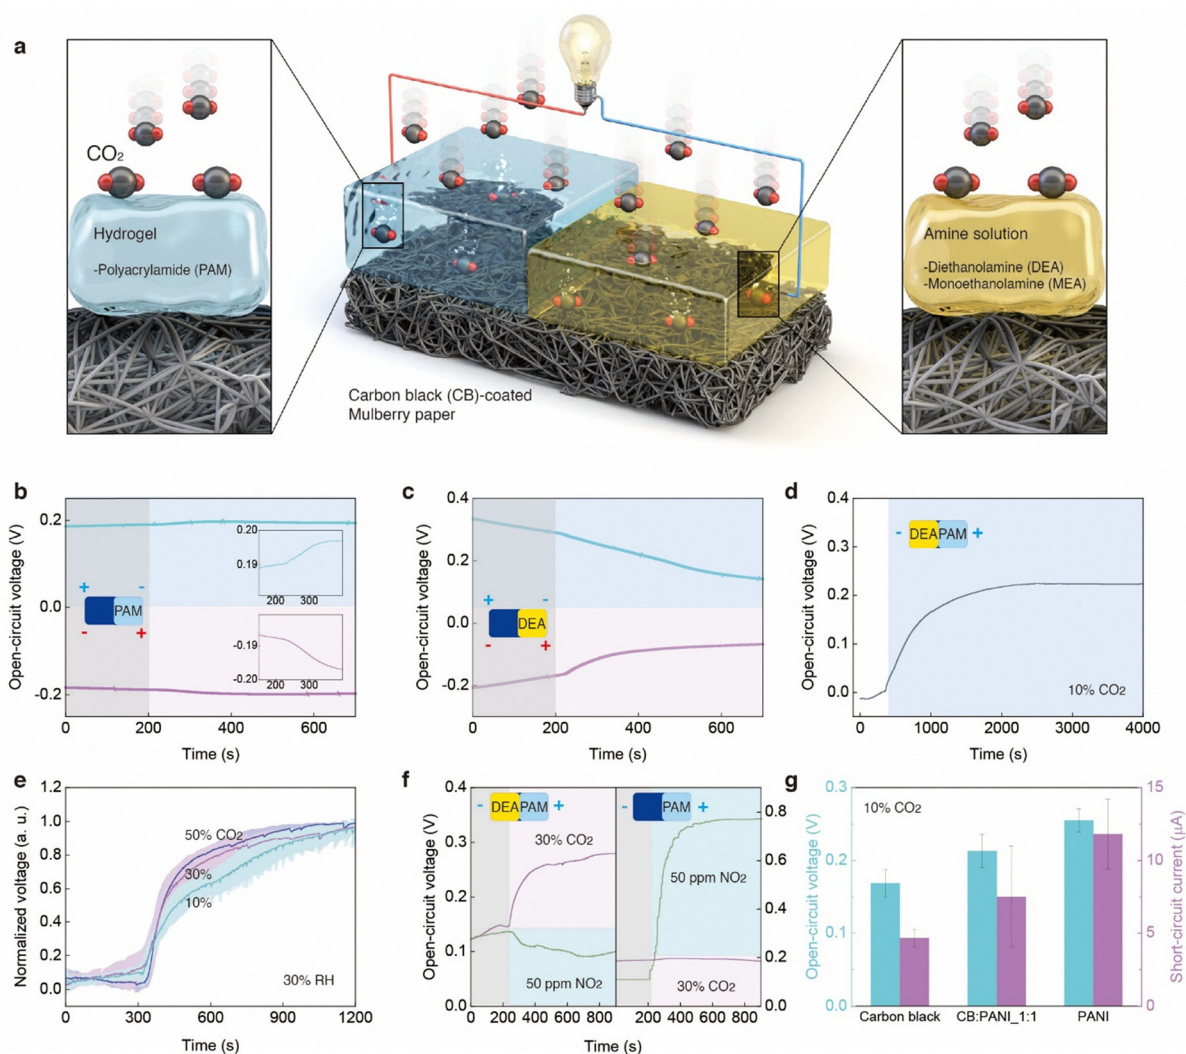 a
CO₂
Hydrogel
-Polyacrylamide (PAM)
Carbon black (CB)-coated
Mulberry paper
Amine solution
-Diethanolamine (DEA)
-Monoethanolamine (MEA)
b
Open-circuit voltage (V)
0.2
0.0
-0.2
+ -
PAM
- +
0.20
0.19
200 300
-0.19
-0.20
200 300
0 200 400 600
Time (s)
c
Open-circuit voltage (V)
0.4
0.2
0.0
-0.2
+ -
DEA
- +
0 200 400 600
Time (s)
d
Open-circuit voltage (V)
0.4
0.3
0.2
0.1
0.0
- DEA PAM +
10% CO₂
0 1000 2000 3000 4000
Time (s)
e
Normalized voltage (a. u.)
1.2
1.0
0.8
0.6
0.4
0.2
0.0
50% CO₂
30%
10%
30% RH
0 300 600 900 1200
Time (s)
f
Open-circuit voltage (V)
0.4
0.3
0.2
0.1
0.0
- DEA PAM +
30% CO₂
50 ppm NO₂
0 200 400 600 800
- PAM +
50 ppm NO₂
30% CO₂
0.8
0.6
0.4
0.2
0.0
0 200 400 600 800
Time (s)
g
Open-circuit voltage (V)
0.3
0.2
0.1
0.0
10% CO₂
15
10
5
0
Short-circuit current (μA)
Carbon black CB:PANI_1:1 PANI